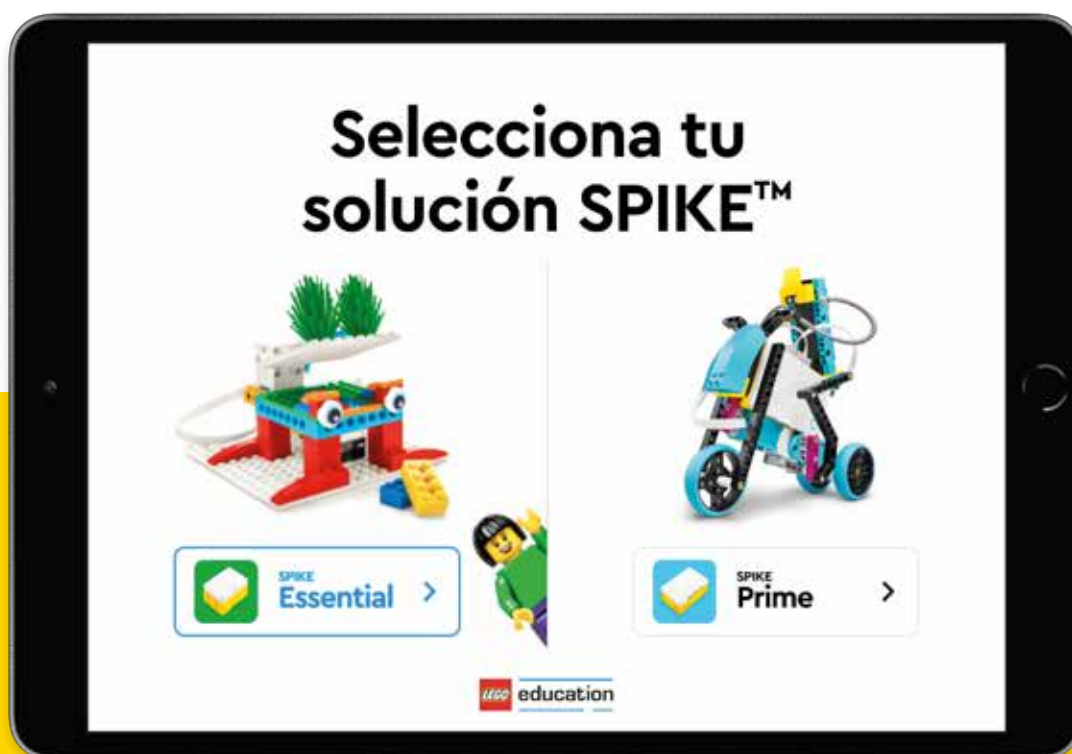 Selecciona tu
solución SPIKE™
SPIKE
Essential
SPIKE
Prime
LEGO education